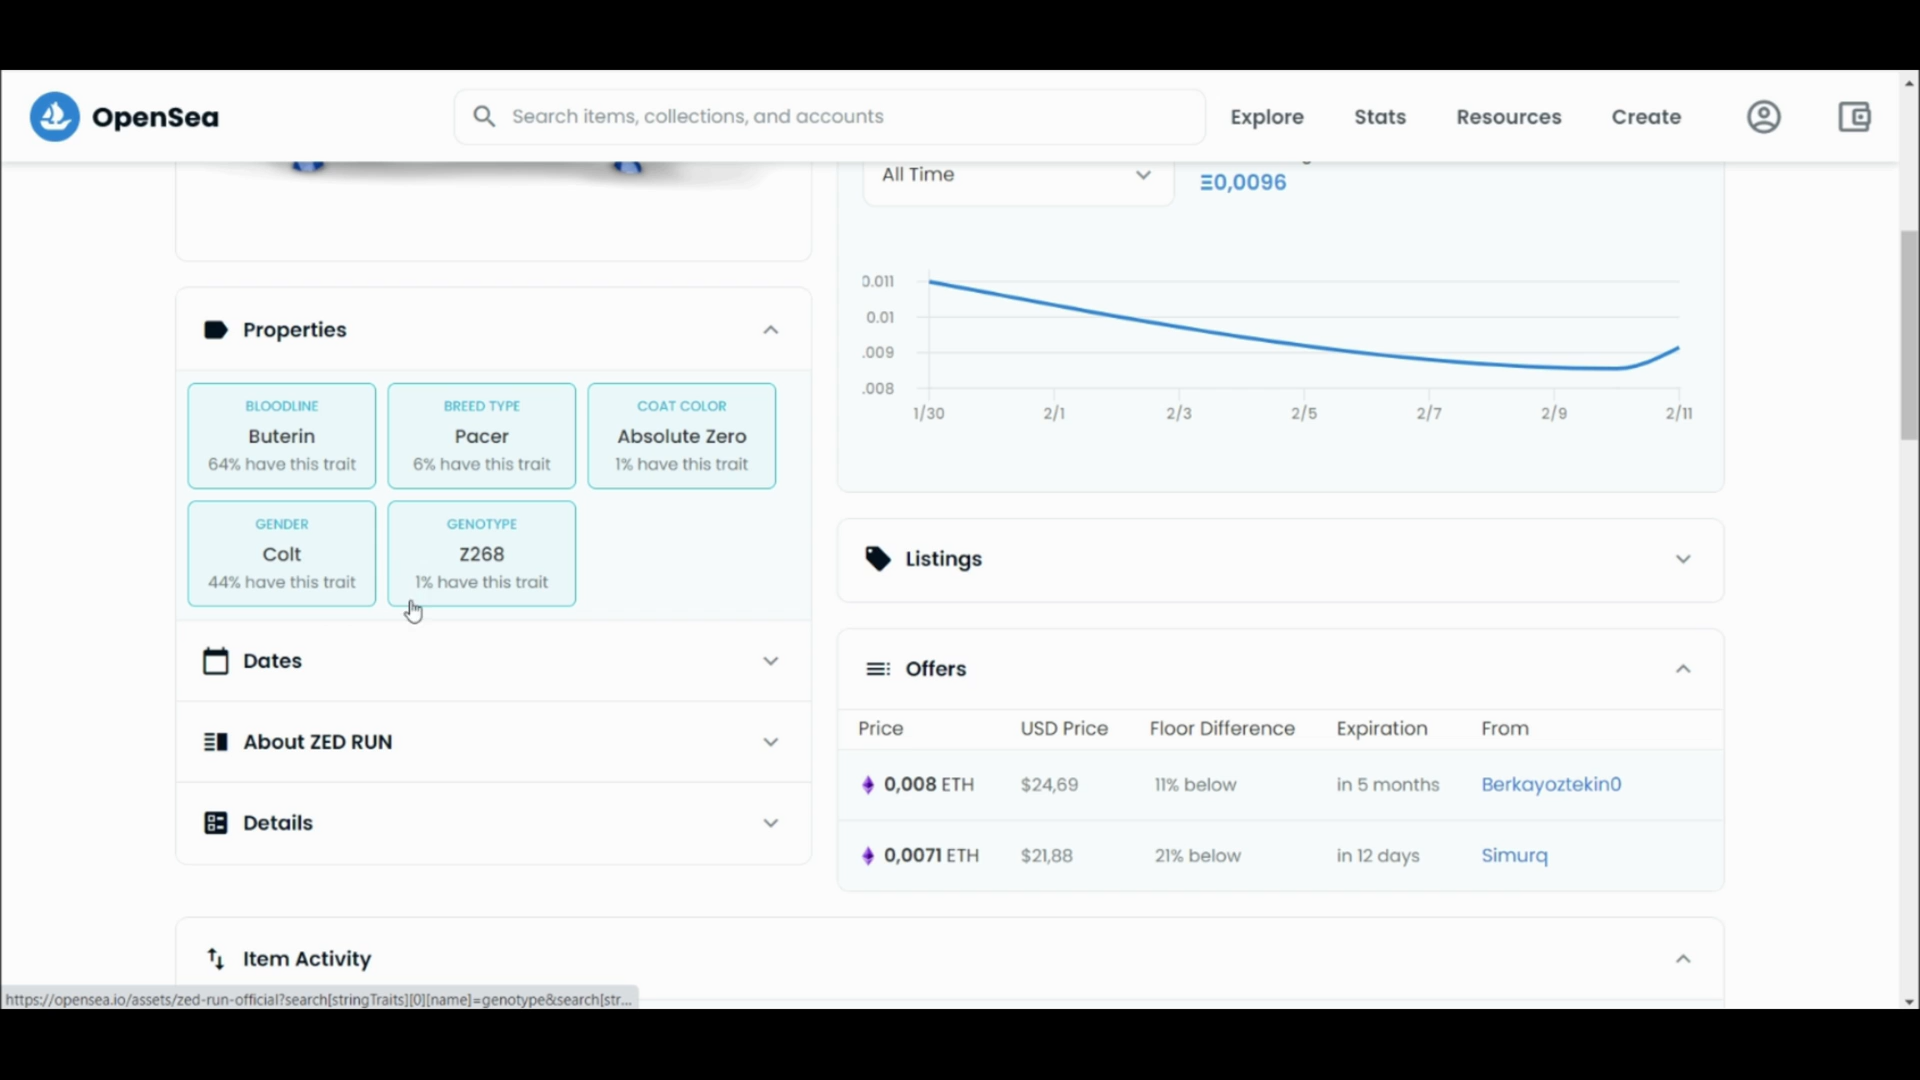 OpenSea
Search items, collections, and accounts
Explore
Stats
Resources
Create
All Time
Ξ0,0096
0.011
0.01
.009
.008
1/30
2/1
2/3
2/5
2/7
2/9
2/11
Properties
BLOODLINE
Buterin
64% have this trait
BREED TYPE
Pacer
6% have this trait
COAT COLOR
Absolute Zero
1% have this trait
GENDER
Colt
44% have this trait
GENOTYPE
Z268
1% have this trait
Dates
About ZED RUN
Details
Listings
Offers
Price USD Price Floor Difference Expiration From
0,008 ETH $24,69 11% below in 5 months Berkayoztekin0
0,0071 ETH $21,88 21% below in 12 days Simurq
Item Activity
https://opensea.io/assets/zed-run-official?search[stringTraits][0][name]=genotype&search[str...